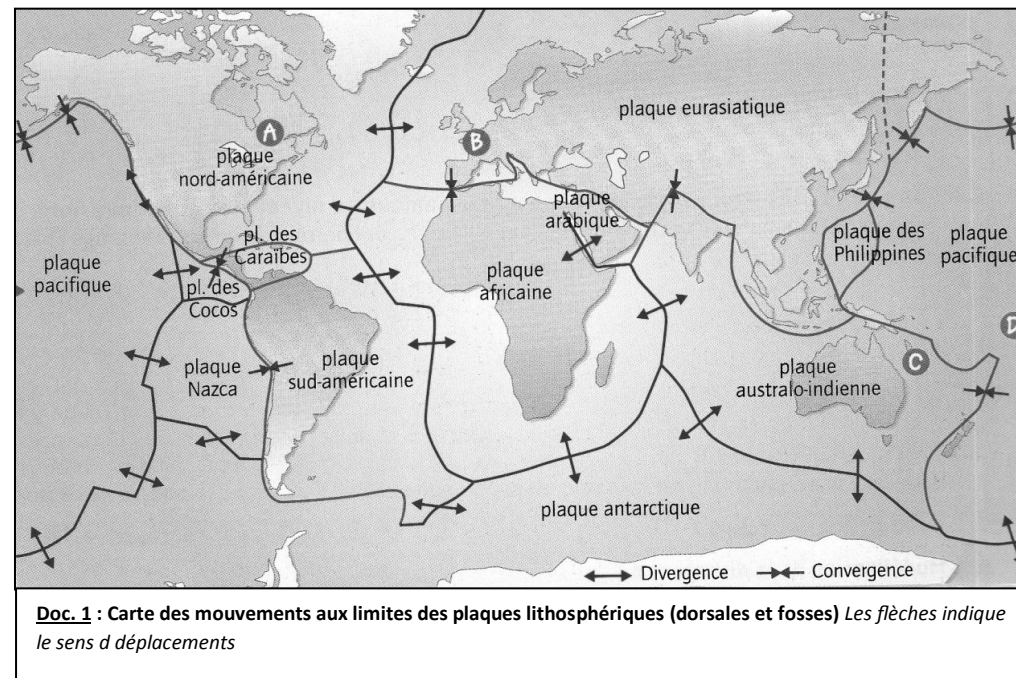 A
B
plaque eurasiatique
plaque
nord-américaine
plaque
arabique
pl. des
Caraïbes
plaque
pacifique
pl. des
Cocos
plaque
africaine
plaque des
Philippines
plaque
pacifique
D
C
plaque
Nazca
plaque
sud-américaine
plaque
australo-indienne
plaque antarctique
Divergence
Convergence
Doc. 1 : Carte des mouvements aux limites des plaques lithosphériques (dorsales et fosses) Les flèches indique
le sens d déplacements